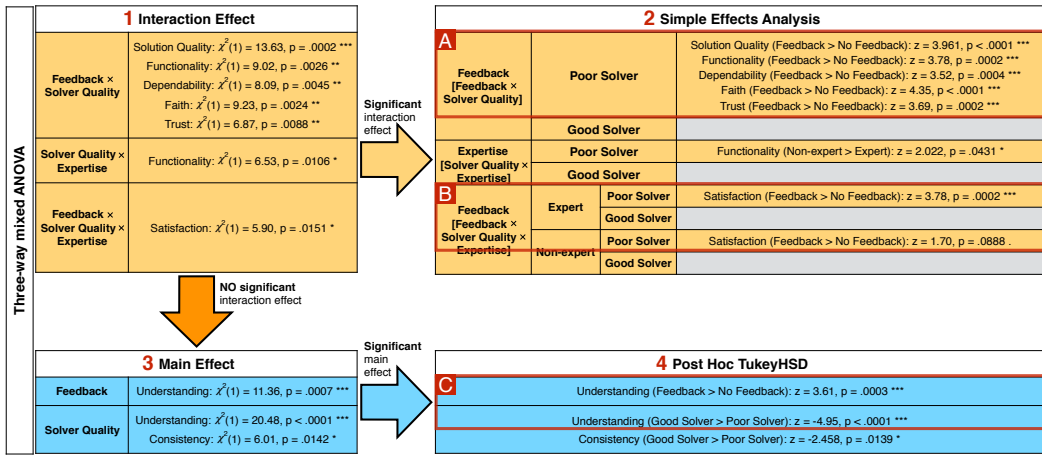 Three-way mixed ANOVA
1 Interaction Effect
Feedback ×
Solver Quality
Solution Quality: χ²(1) = 13.63, p = .0002 ***
Functionality: χ²(1) = 9.02, p = .0026 **
Dependability: χ²(1) = 8.09, p = .0045 **
Faith: χ²(1) = 9.23, p = .0024 **
Trust: χ²(1) = 6.87, p = .0088 **
Solver Quality ×
Expertise
Functionality: χ²(1) = 6.53, p = .0106 *
Feedback ×
Solver Quality ×
Expertise
Satisfaction: χ²(1) = 5.90, p = .0151 *
Significant
interaction
effect
2 Simple Effects Analysis
A
Feedback
[Feedback ×
Solver Quality]
Poor Solver
Solution Quality (Feedback > No Feedback): z = 3.961, p < .0001 ***
Functionality (Feedback > No Feedback): z = 3.78, p = .0002 ***
Dependability (Feedback > No Feedback): z = 3.52, p = .0004 ***
Faith (Feedback > No Feedback): z = 4.35, p < .0001 ***
Trust (Feedback > No Feedback): z = 3.69, p = .0002 ***
Good Solver
Expertise
[Solver Quality ×
Expertise]
Poor Solver
Functionality (Non-expert > Expert): z = 2.022, p = .0431 *
Good Solver
B
Feedback
[Feedback ×
Solver Quality ×
Expertise]
Expert
Poor Solver
Satisfaction (Feedback > No Feedback): z = 3.78, p = .0002 ***
Good Solver
Non-expert
Poor Solver
Satisfaction (Feedback > No Feedback): z = 1.70, p = .0888 .
Good Solver
NO significant
interaction effect
3 Main Effect
Feedback
Understanding: χ²(1) = 11.36, p = .0007 ***
Solver Quality
Understanding: χ²(1) = 20.48, p < .0001 ***
Consistency: χ²(1) = 6.01, p = .0142 *
Significant
main
effect
4 Post Hoc TukeyHSD
C
Understanding (Feedback > No Feedback): z = 3.61, p = .0003 ***
Understanding (Good Solver > Poor Solver): z = -4.95, p < .0001 ***
Consistency (Good Solver > Poor Solver): z = -2.458, p = .0139 *